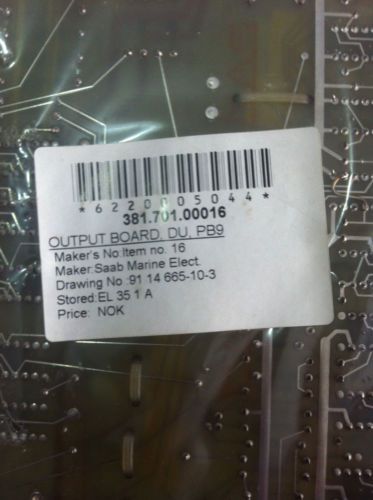 *6220005044*
381.701.00016
OUTPUT BOARD, DU, PB9
Maker's No:Item no. 16
Maker:Saab Marine Elect.
Drawing No :91 14 665-10-3
Stored:EL 35 1 A
Price: NOK